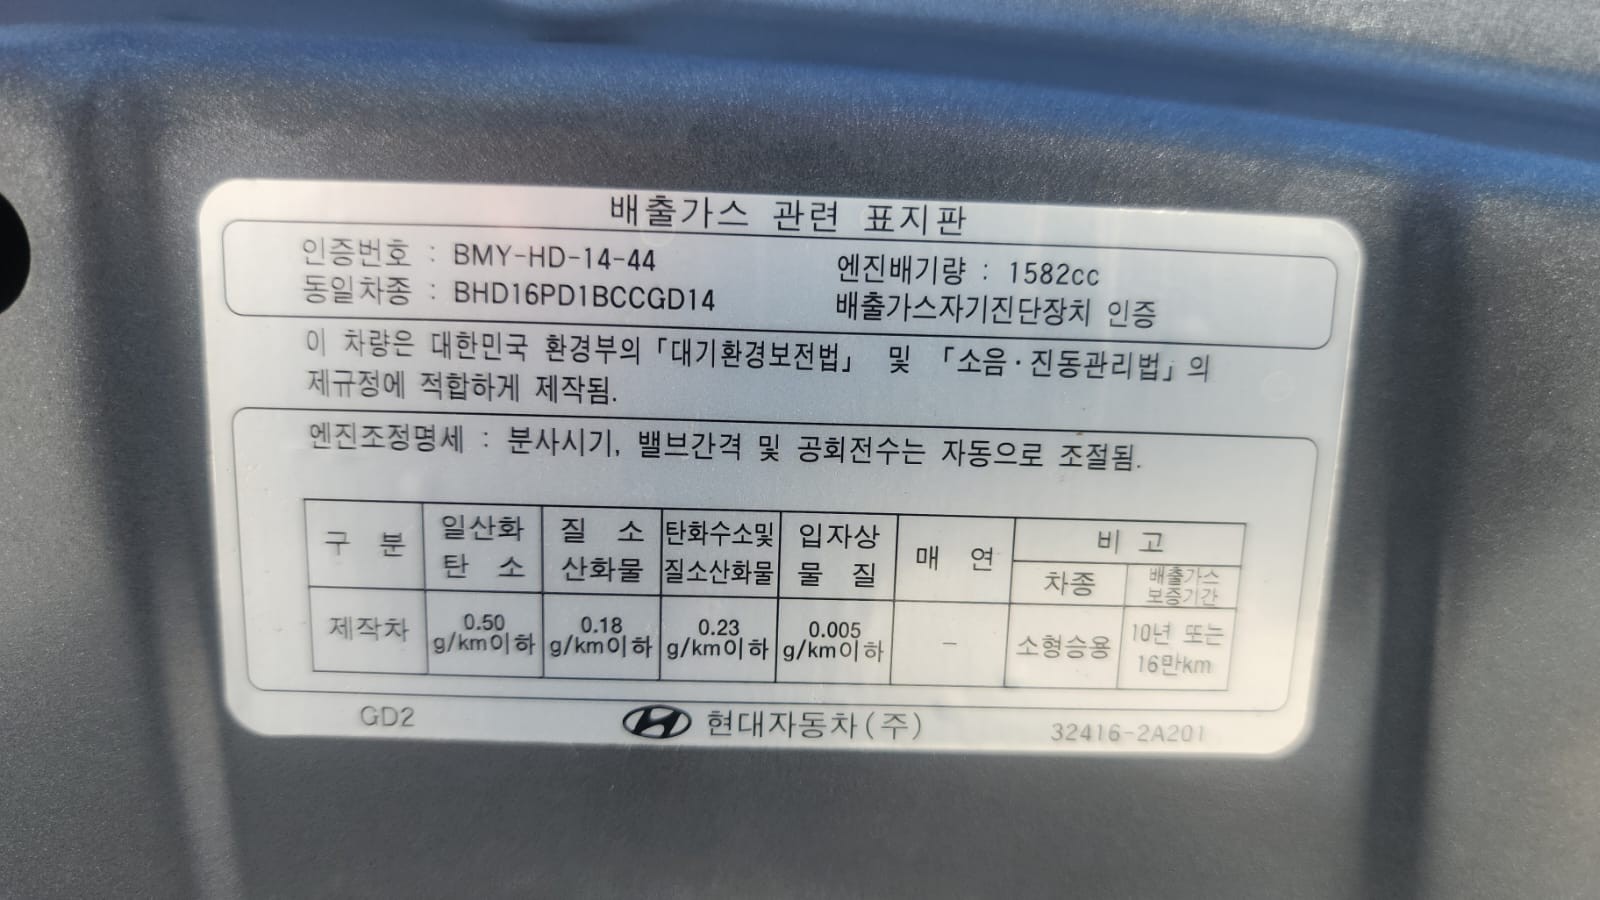 배출가스 관련 표지판
인증번호 : BMY-HD-14-44
엔진배기량 : 1582cc
동일차종 : BHD16PD1BCCGD14
배출가스자기진단장치 인증
이 차량은 대한민국 환경부의 「대기환경보전법」 및 「소음·진동관리법」의
제규정에 적합하게 제작됨.
엔진조정명세 : 분사시기, 밸브간격 및 공회전수는 자동으로 조절됨.
구 분 일산화 탄 소 질 소 산화물 탄화수소및 질소산화물 입자상 물 질 매 연 비 고
차종 배출가스 보증기간
제작차 0.50 g/km이하 0.18 g/km이하 0.23 g/km이하 0.005 g/km이하 – 소형승용 10년 또는 16만km
GD2 현대자동차(주) 32416-2A201